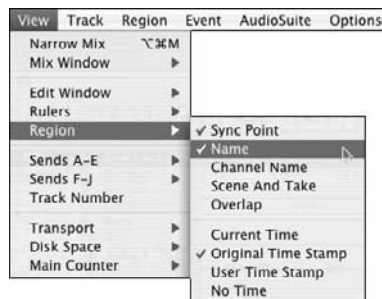 View Track Region Event AudioSuite Options
Narrow Mix ⌥⌘M
Mix Window
Edit Window
Rulers
Region
Sends A–E
Sends F–J
Track Number
Transport
Disk Space
Main Counter
✓ Sync Point
✓ Name
Channel Name
Scene And Take
Overlap
Current Time
✓ Original Time Stamp
User Time Stamp
No Time